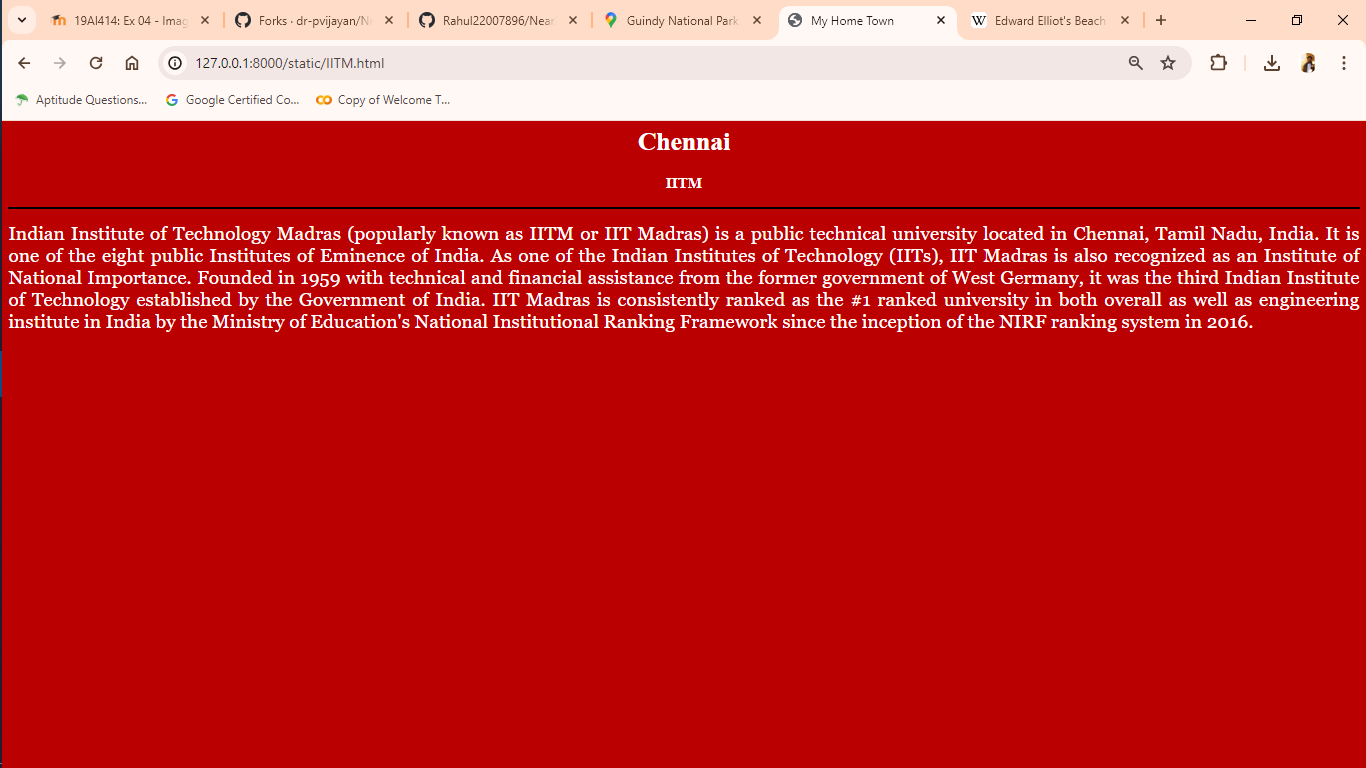 19AI414: Ex 04 - Imag
Forks · dr-pvijayan/Ne
Rahul22007896/Near
Guindy National Park
My Home Town
W Edward Elliot's Beach
127.0.0.1:8000/static/IITM.html
Aptitude Questions...
Google Certified Co...
Copy of Welcome T...
Chennai
IITM
Indian Institute of Technology Madras (popularly known as IITM or IIT Madras) is a public technical university located in Chennai, Tamil Nadu, India. It is
one of the eight public Institutes of Eminence of India. As one of the Indian Institutes of Technology (IITs), IIT Madras is also recognized as an Institute of
National Importance. Founded in 1959 with technical and financial assistance from the former government of West Germany, it was the third Indian Institute
of Technology established by the Government of India. IIT Madras is consistently ranked as the #1 ranked university in both overall as well as engineering
institute in India by the Ministry of Education's National Institutional Ranking Framework since the inception of the NIRF ranking system in 2016.